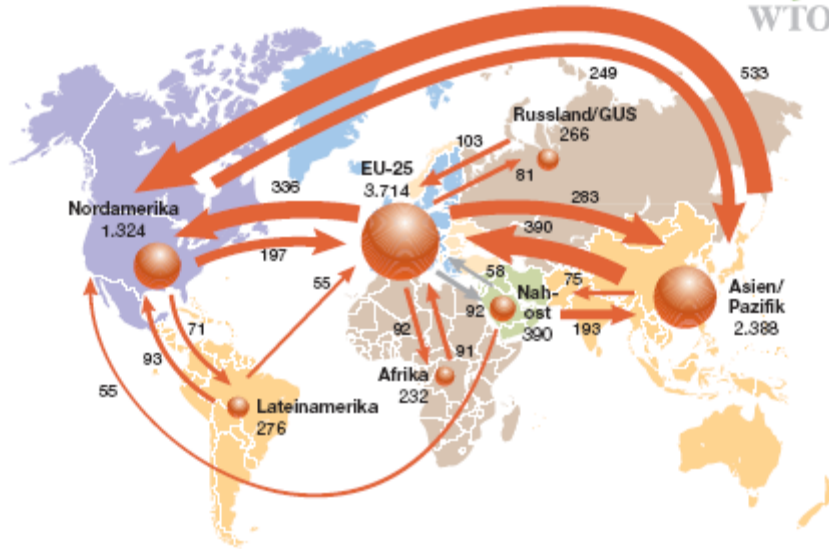 WTO
249
533
Russland/GUS
266
103
81
EU-25
3.714
336
283
Nordamerika
1.324
390
197
58
55
75
Nah-
ost
390
Asien/
Pazifik
2.388
92
193
71
92
91
93
Afrika
232
55
Lateinamerika
276